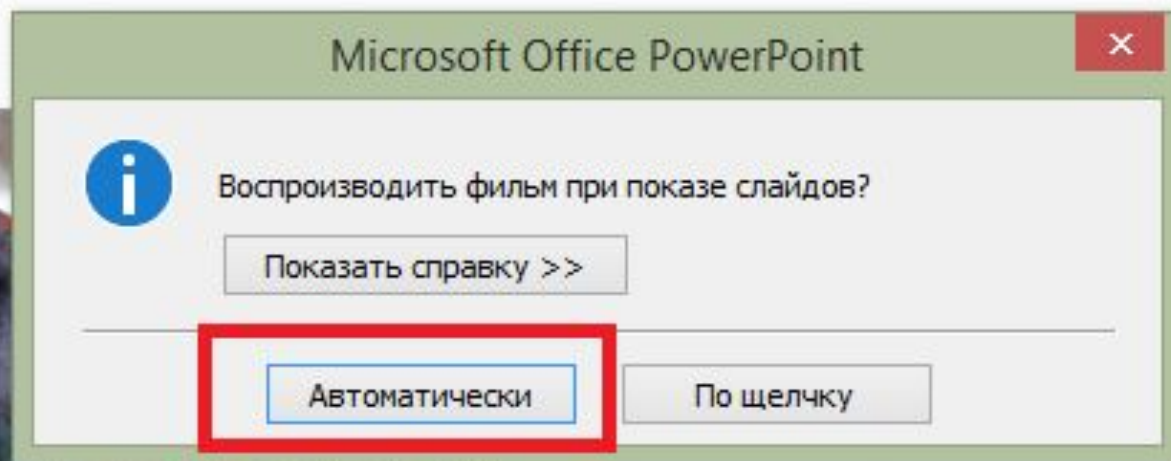 Microsoft Office PowerPoint
Воспроизводить фильм при показе слайдов?
Показать справку >>
Автоматически
По щелчку